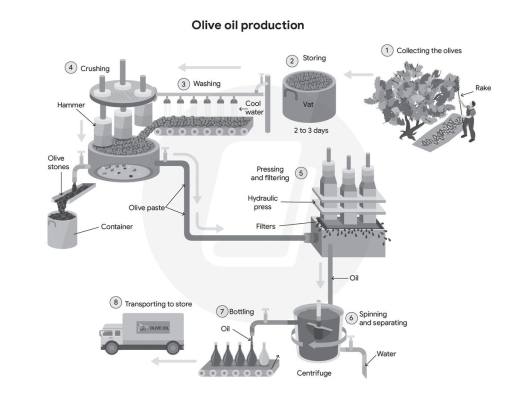 Olive oil production
1 Collecting the olives
Rake
2 Storing
Vat
2 to 3 days
3 Washing
Cool
water
4 Crushing
Hammer
Olive
stones
Container
Olive paste
Pressing
and filtering 5
Hydraulic
press
Filters
Oil
6 Spinning
and separating
Water
Centrifuge
7 Bottling
Oil
8 Transporting to store
OLIVE OIL